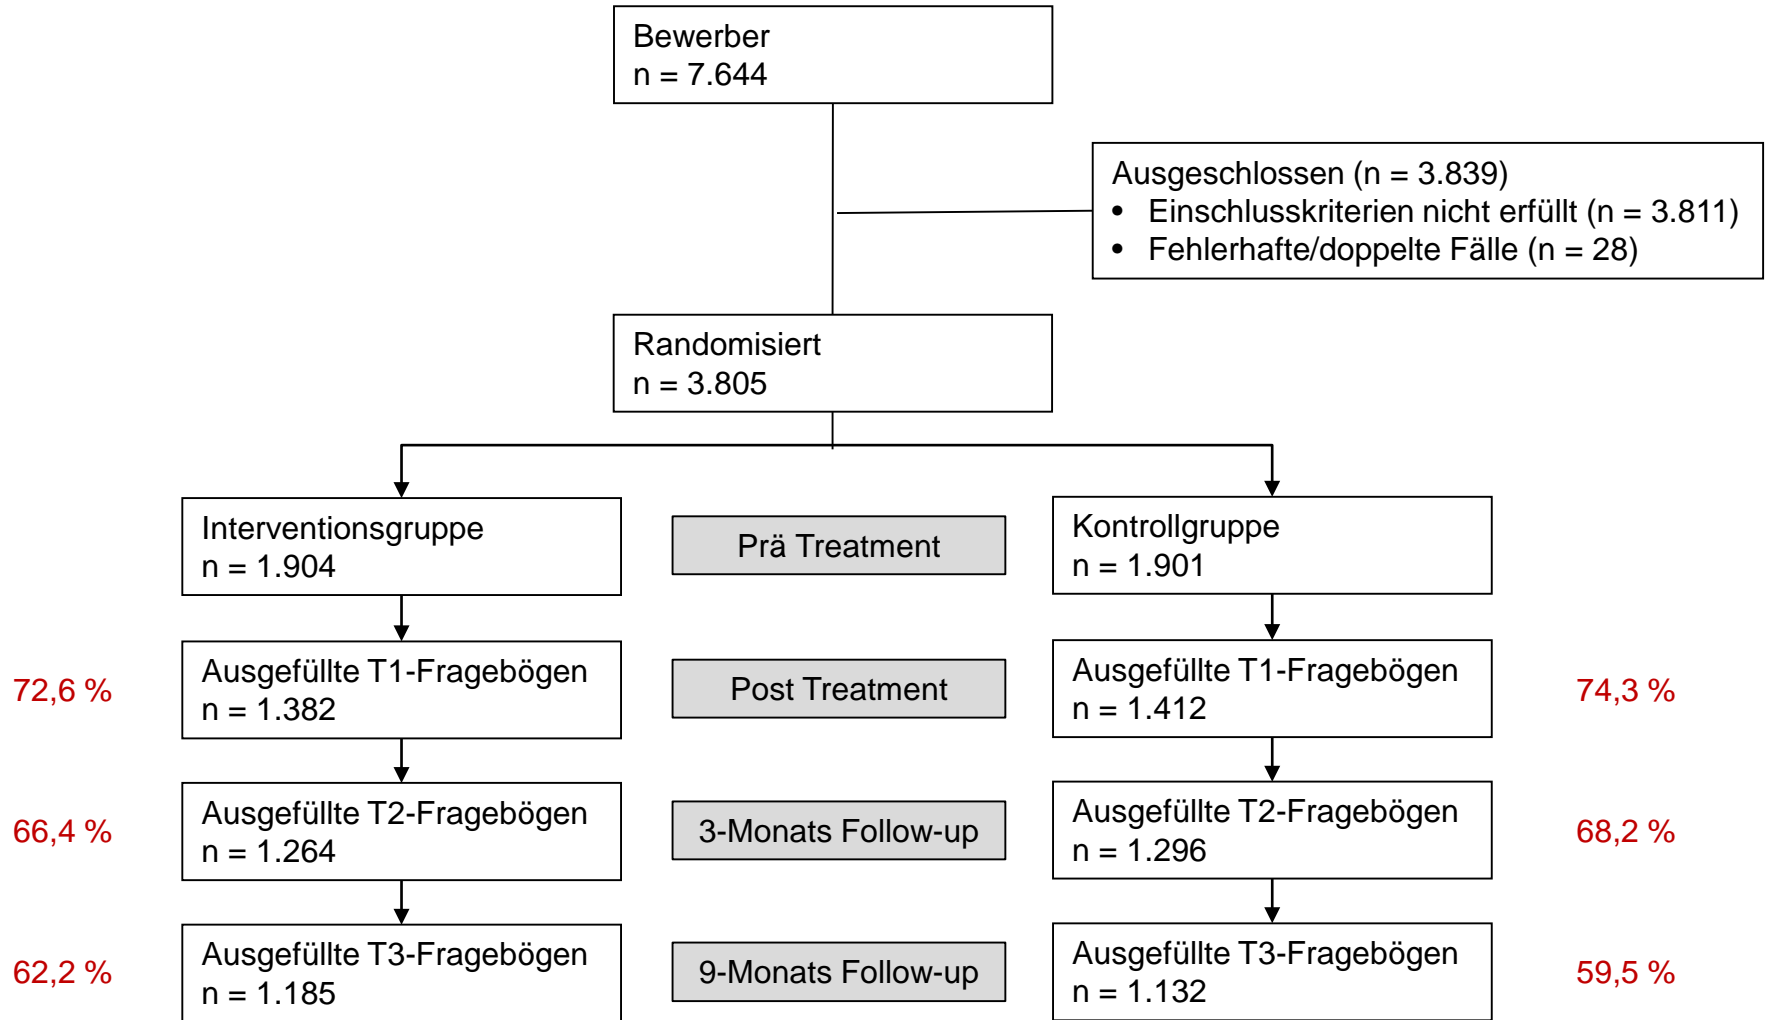 Bewerber
n = 7.644
Ausgeschlossen (n = 3.839)
• Einschlusskriterien nicht erfüllt (n = 3.811)
• Fehlerhafte/doppelte Fälle (n = 28)
Randomisiert
n = 3.805
Interventionsgruppe
n = 1.904
Prä Treatment
Kontrollgruppe
n = 1.901
72,6 %
Ausgefüllte T1-Fragebögen
n = 1.382
Post Treatment
Ausgefüllte T1-Fragebögen
n = 1.412
74,3 %
66,4 %
Ausgefüllte T2-Fragebögen
n = 1.264
3-Monats Follow-up
Ausgefüllte T2-Fragebögen
n = 1.296
68,2 %
62,2 %
Ausgefüllte T3-Fragebögen
n = 1.185
9-Monats Follow-up
Ausgefüllte T3-Fragebögen
n = 1.132
59,5 %